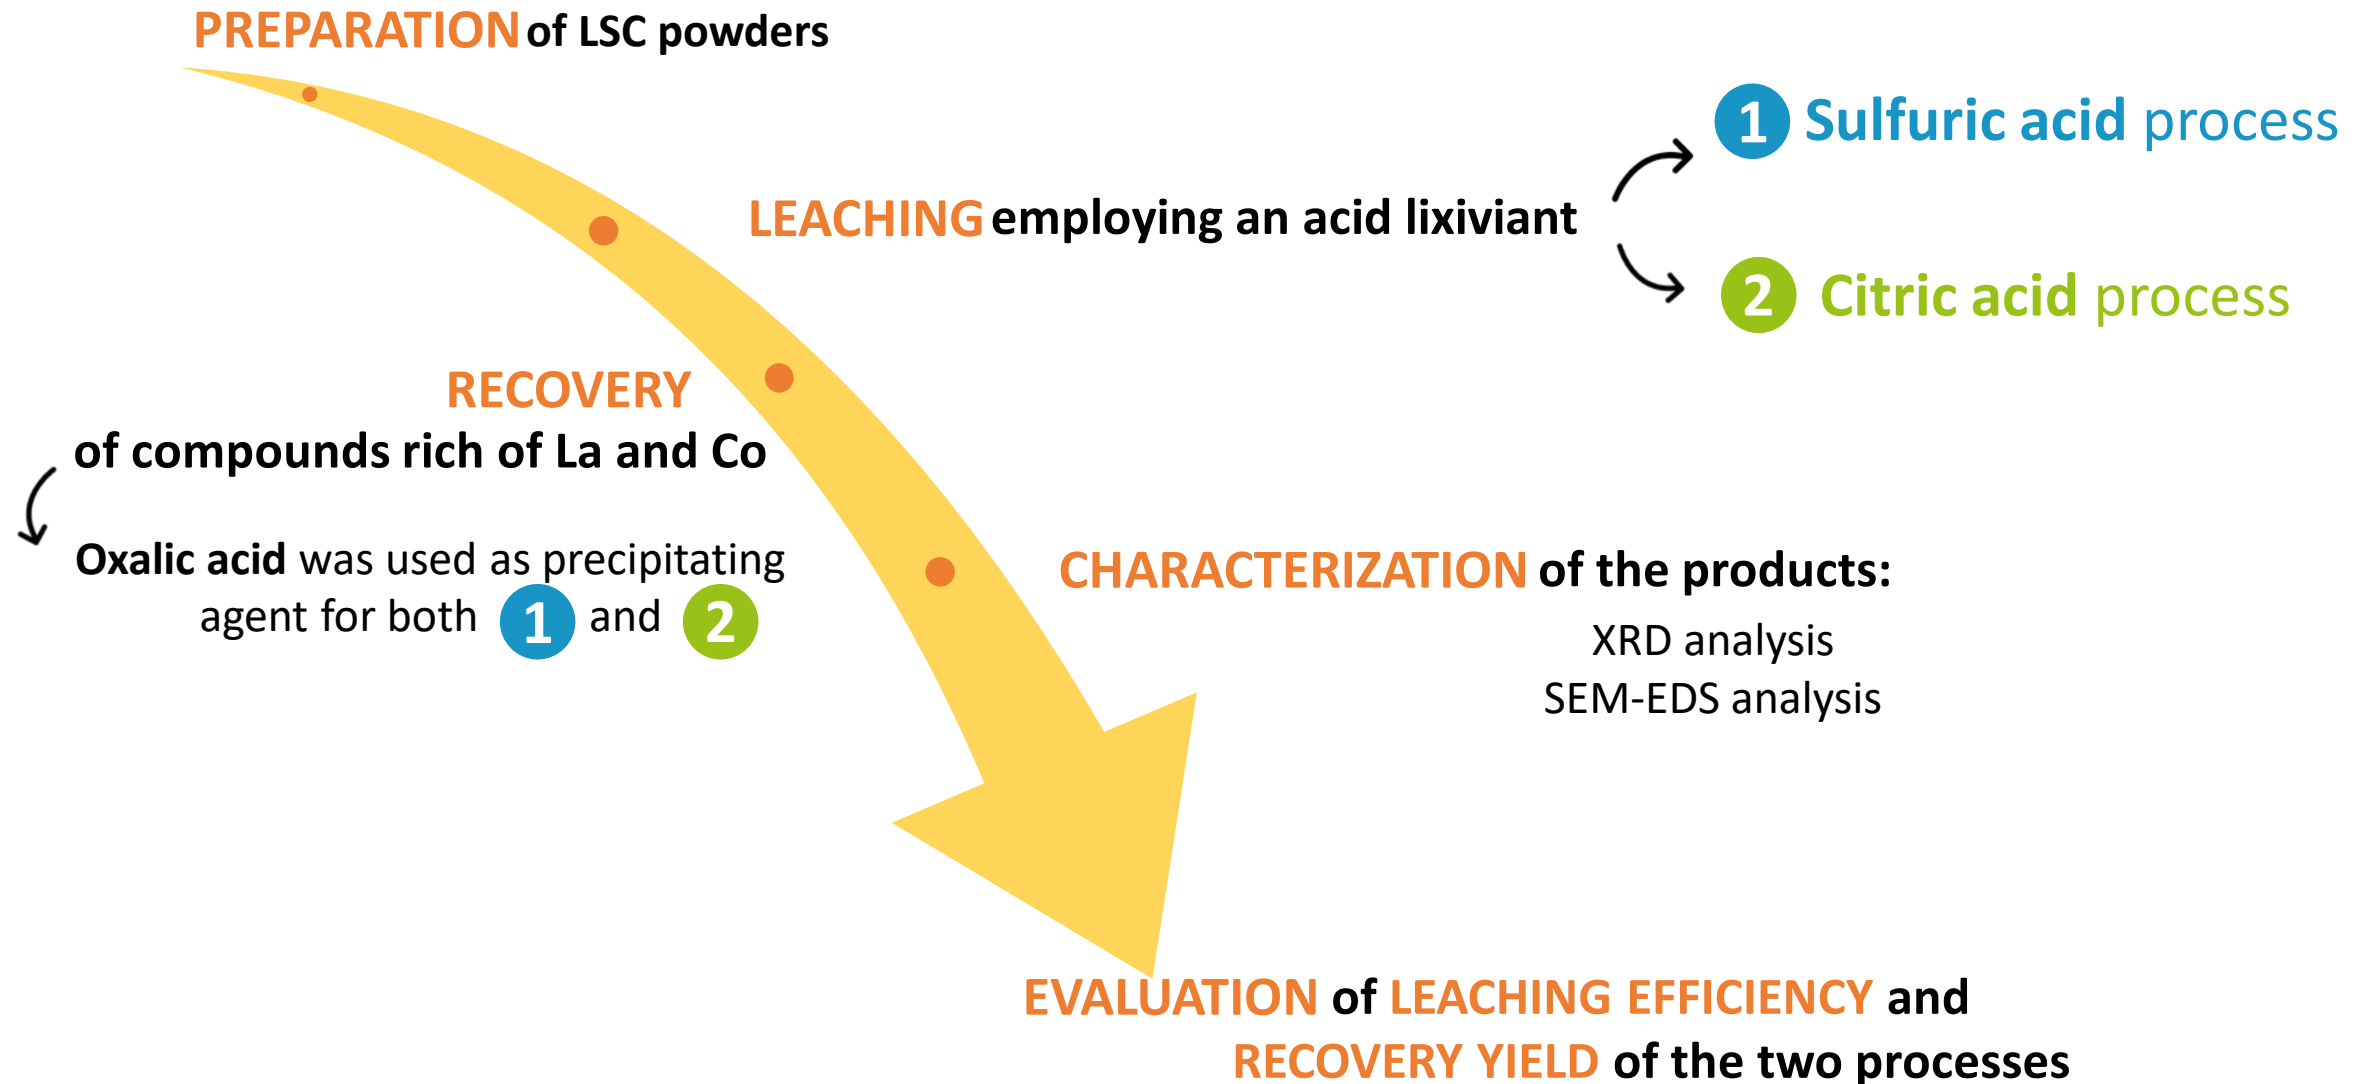 PREPARATION of LSC powders
1 Sulfuric acid process
LEACHING employing an acid lixiviant
2 Citric acid process
RECOVERY
of compounds rich of La and Co
Oxalic acid was used as precipitating
agent for both 1 and 2
CHARACTERIZATION of the products:
XRD analysis
SEM-EDS analysis
EVALUATION of LEACHING EFFICIENCY and
RECOVERY YIELD of the two processes